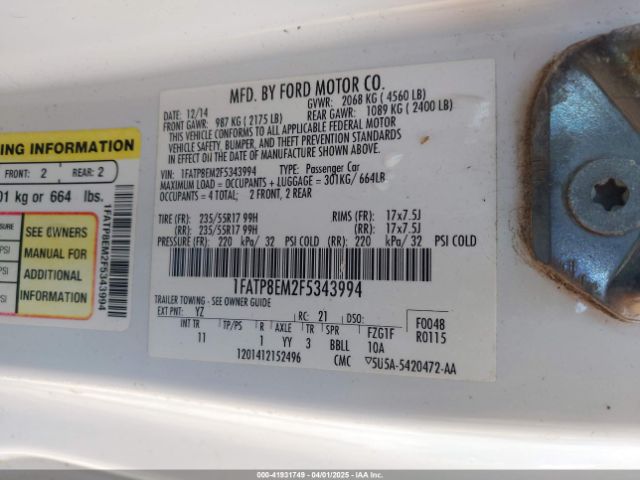 MFD. BY FORD MOTOR CO.
DATE: 12/14 GVWR: 2068 KG ( 4560 LB)
FRONT GAWR: 987 KG ( 2175 LB) REAR GAWR: 1089 KG ( 2400 LB)
THIS VEHICLE CONFORMS TO ALL APPLICABLE FEDERAL MOTOR
VEHICLE SAFETY, BUMPER, AND THEFT PREVENTION STANDARDS
IN EFFECT ON THE DATE OF MANUFACTURE SHOWN ABOVE.
VIN: 1FATP8EM2F5343994 TYPE: Passenger Car
MAXIMUM LOAD = OCCUPANTS + LUGGAGE = 301KG/ 664LB
OCCUPANTS = 4 TOTAL; 2 FRONT, 2 REAR
TIRE (FR): 235/55R17 99H RIMS (FR): 17x7.5J
(RR): 235/55R17 99H (RR): 17x7.5J
PRESSURE (FR): 220 kPa/ 32 PSI COLD (RR): 220 kPa/ 32 PSI COLD
1FATP8EM2F5343994
TRAILER TOWING - SEE OWNER GUIDE
EXT PNT: YZ RC: 21 DSO: F0048
INT TR TP/PS R AXLE TR SPR FZG1F R0115
11 1 YY 3 BBLL 10A
1201412152496 CMC ▽5U5A-5420472-AA
NG INFORMATION
FRONT: 2 REAR: 2
01 kg or 664 lbs.
SURE
PSI
PSI
SEE OWNERS
MANUAL FOR
ADDITIONAL
INFORMATION
1FATP8EM2F5343994
00-41931749 - 04/01/2025 - IAAI.com